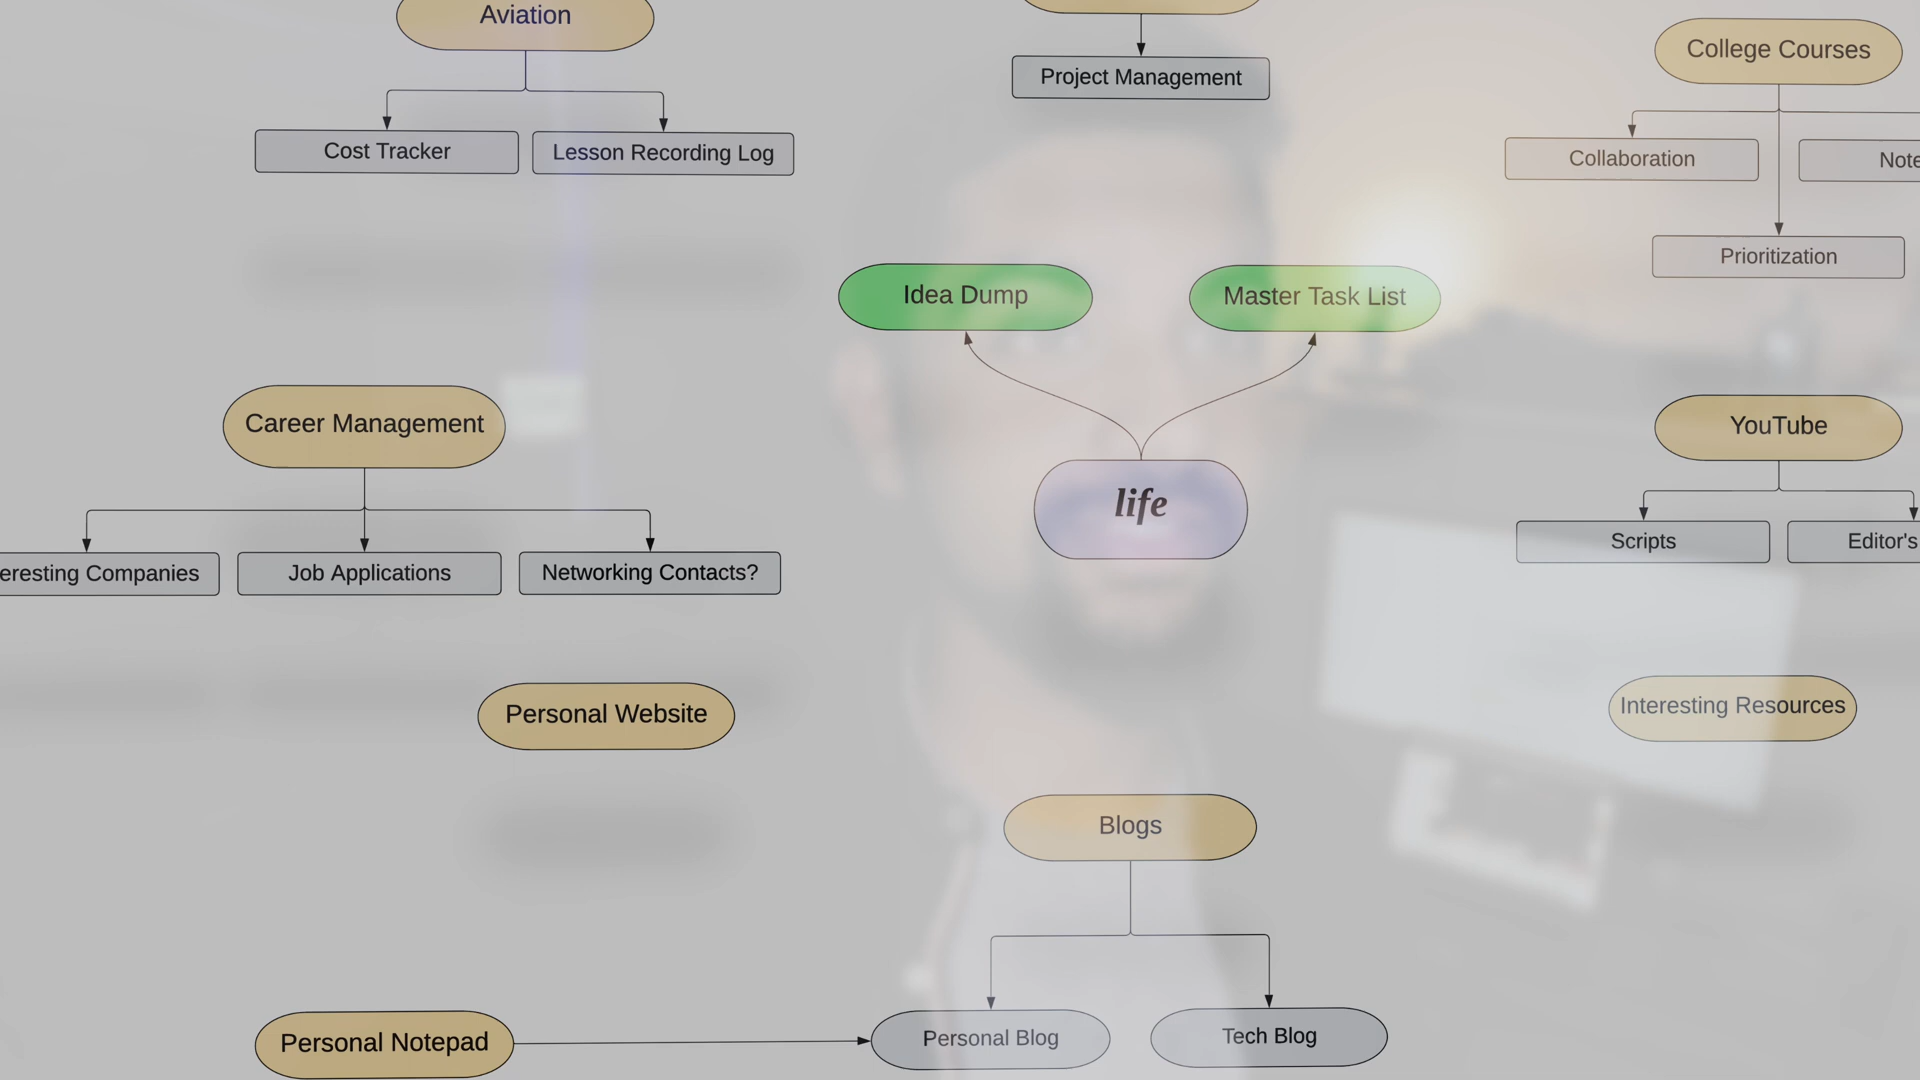 Aviation
Cost Tracker
Lesson Recording Log
Project Management
College Courses
Collaboration
Note
Prioritization
Idea Dump
Master Task List
life
Career Management
eresting Companies
Job Applications
Networking Contacts?
YouTube
Scripts
Editor's
Personal Website
Interesting Resources
Blogs
Personal Blog
Tech Blog
Personal Notepad